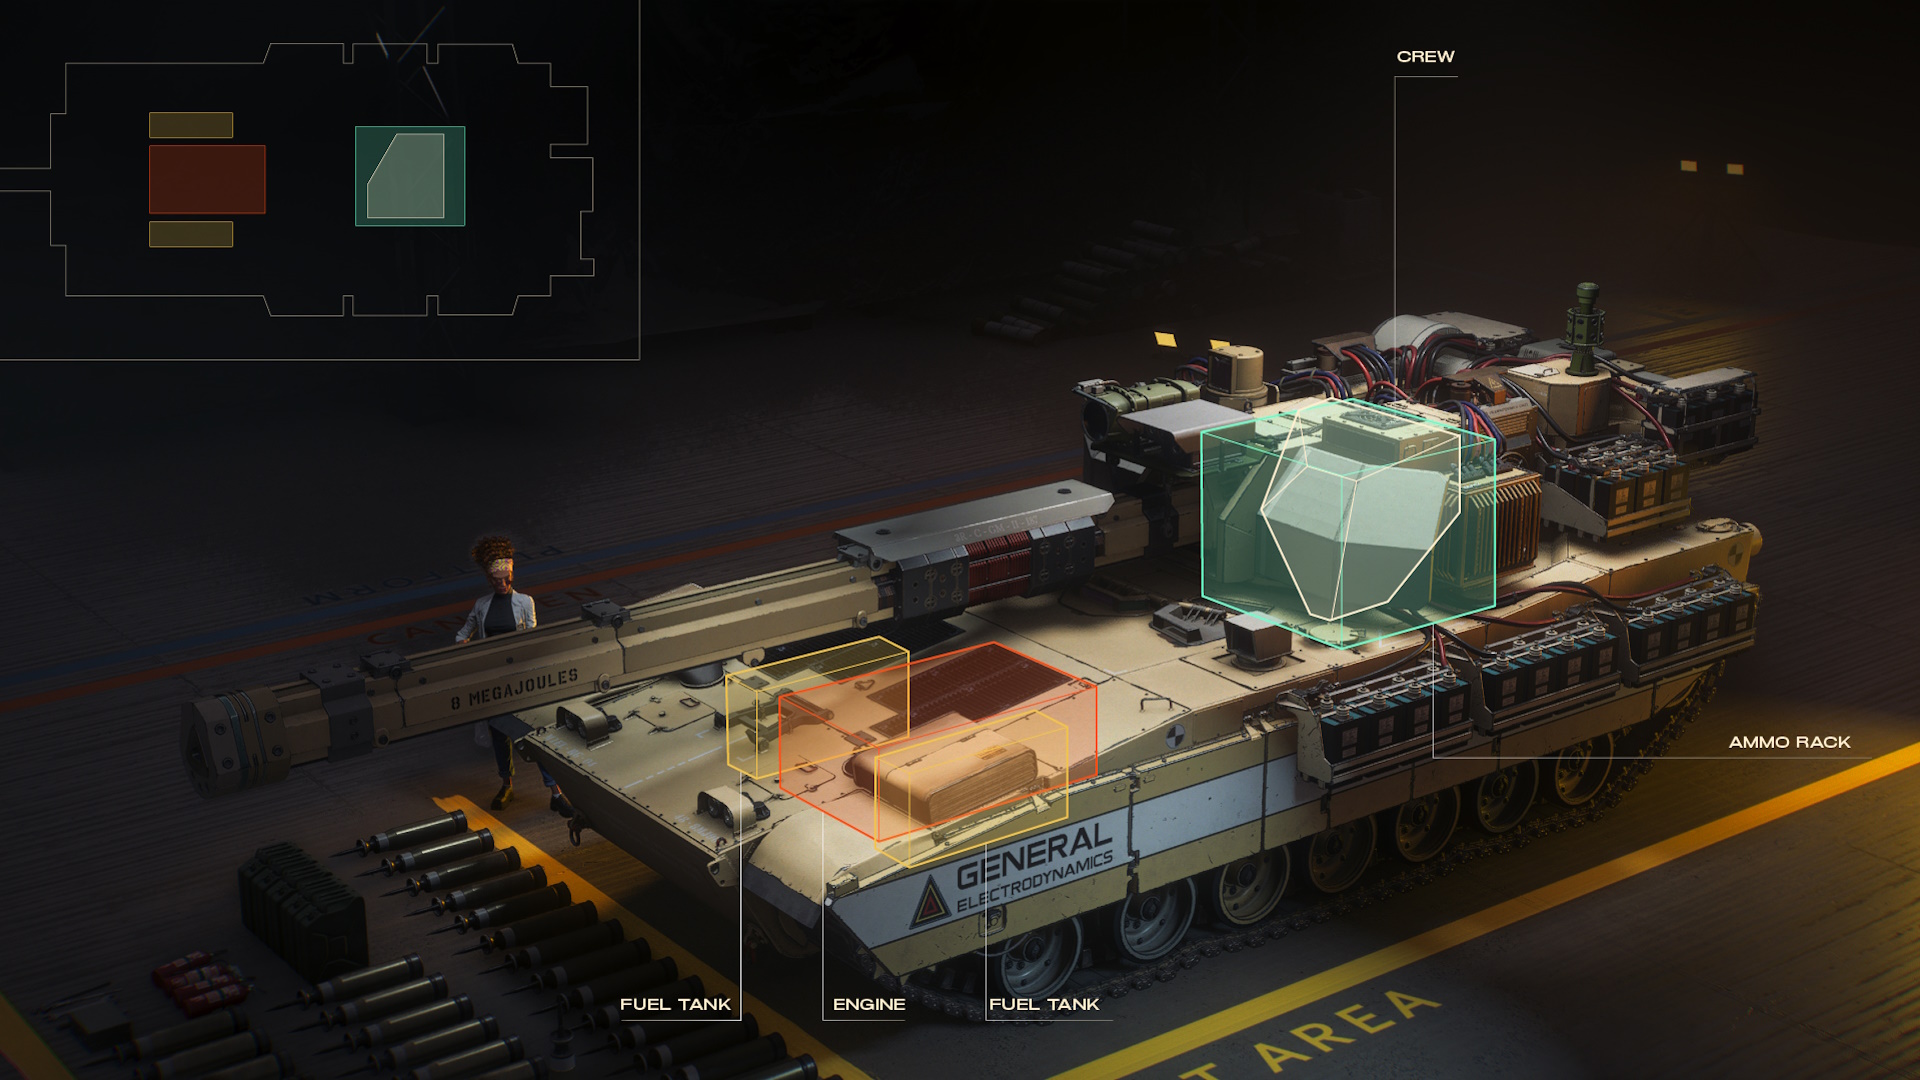 CREW
8 MEGAJOULES
AMMO RACK
GENERAL
ELECTRODYNAMICS
FUEL TANK
ENGINE
FUEL TANK
T AREA